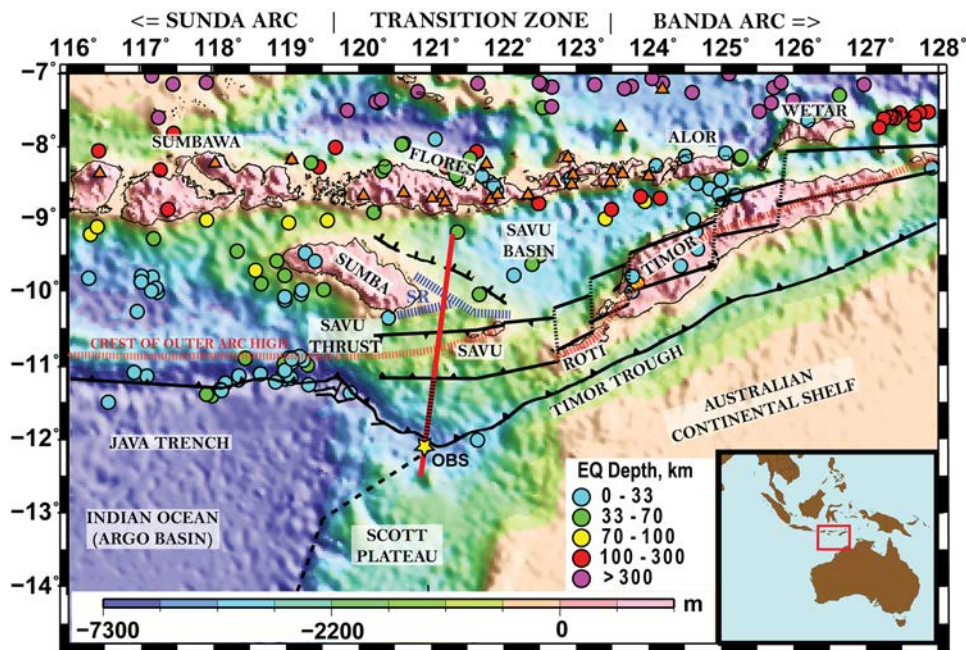 <= SUNDA ARC | TRANSITION ZONE | BANDA ARC =>
116° 117° 118° 119° 120° 121° 122° 123° 124° 125° 126° 127° 128°
−7°
−8°
−9°
−10°
−11°
−12°
−13°
−14°
WETAR
SUMBAWA
ALOR
FLORES
SAVU
BASIN
TIMOR
SUMBA
SR
SAVU
THRUST
SAVU
CREST OF OUTER ARC HIGH
ROTI
TIMOR TROUGH
AUSTRALIAN
CONTINENTAL SHELF
JAVA TRENCH
OBS
INDIAN OCEAN
(ARGO BASIN)
SCOTT
PLATEAU
EQ Depth, km
0 - 33
33 - 70
70 - 100
100 - 300
> 300
m
−7300 −2200 0